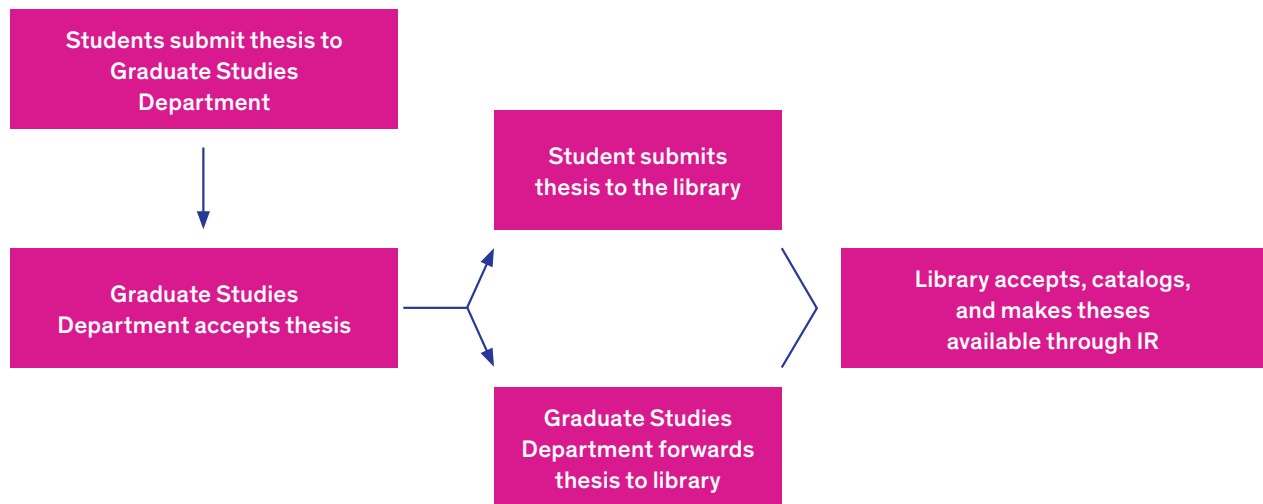 Students submit thesis to
Graduate Studies
Department
Graduate Studies
Department accepts thesis
Student submits
thesis to the library
Graduate Studies
Department forwards
thesis to library
Library accepts, catalogs,
and makes theses
available through IR